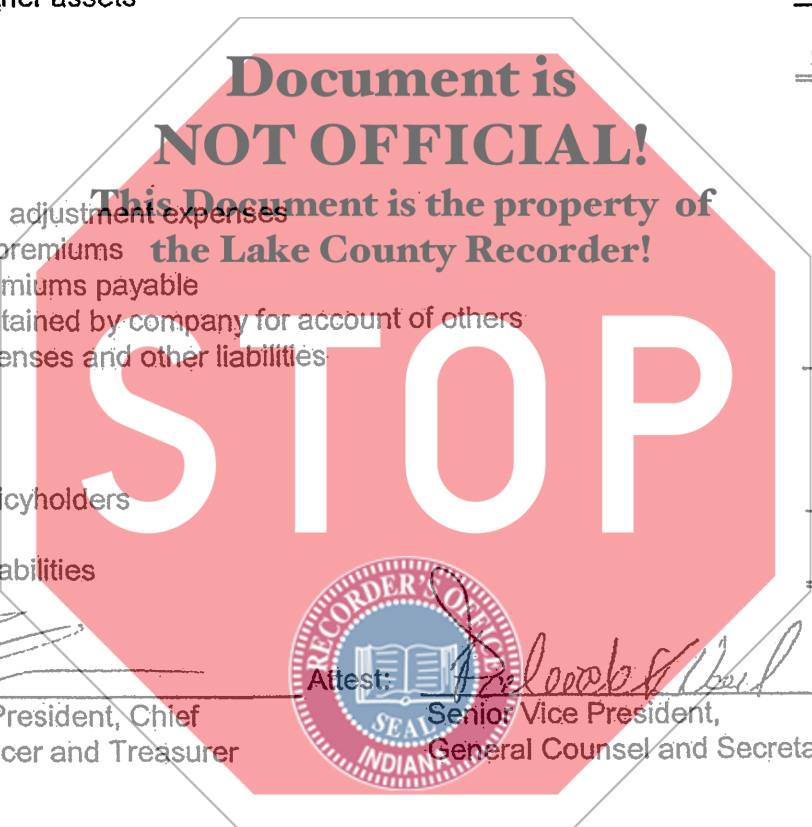 her assets
Document is
NOT OFFICIAL!
This Document is the property of
the Lake County Recorder!
adjustment expenses
premiums
miums payable
tained by company for account of others
enses and other liabilities
STOP
icyholders
abilities
RECORDER'S OFFICE
SEAL
INDIANA
Attest:
President, Chief
cer and Treasurer
Senior Vice President,
General Counsel and Secreta